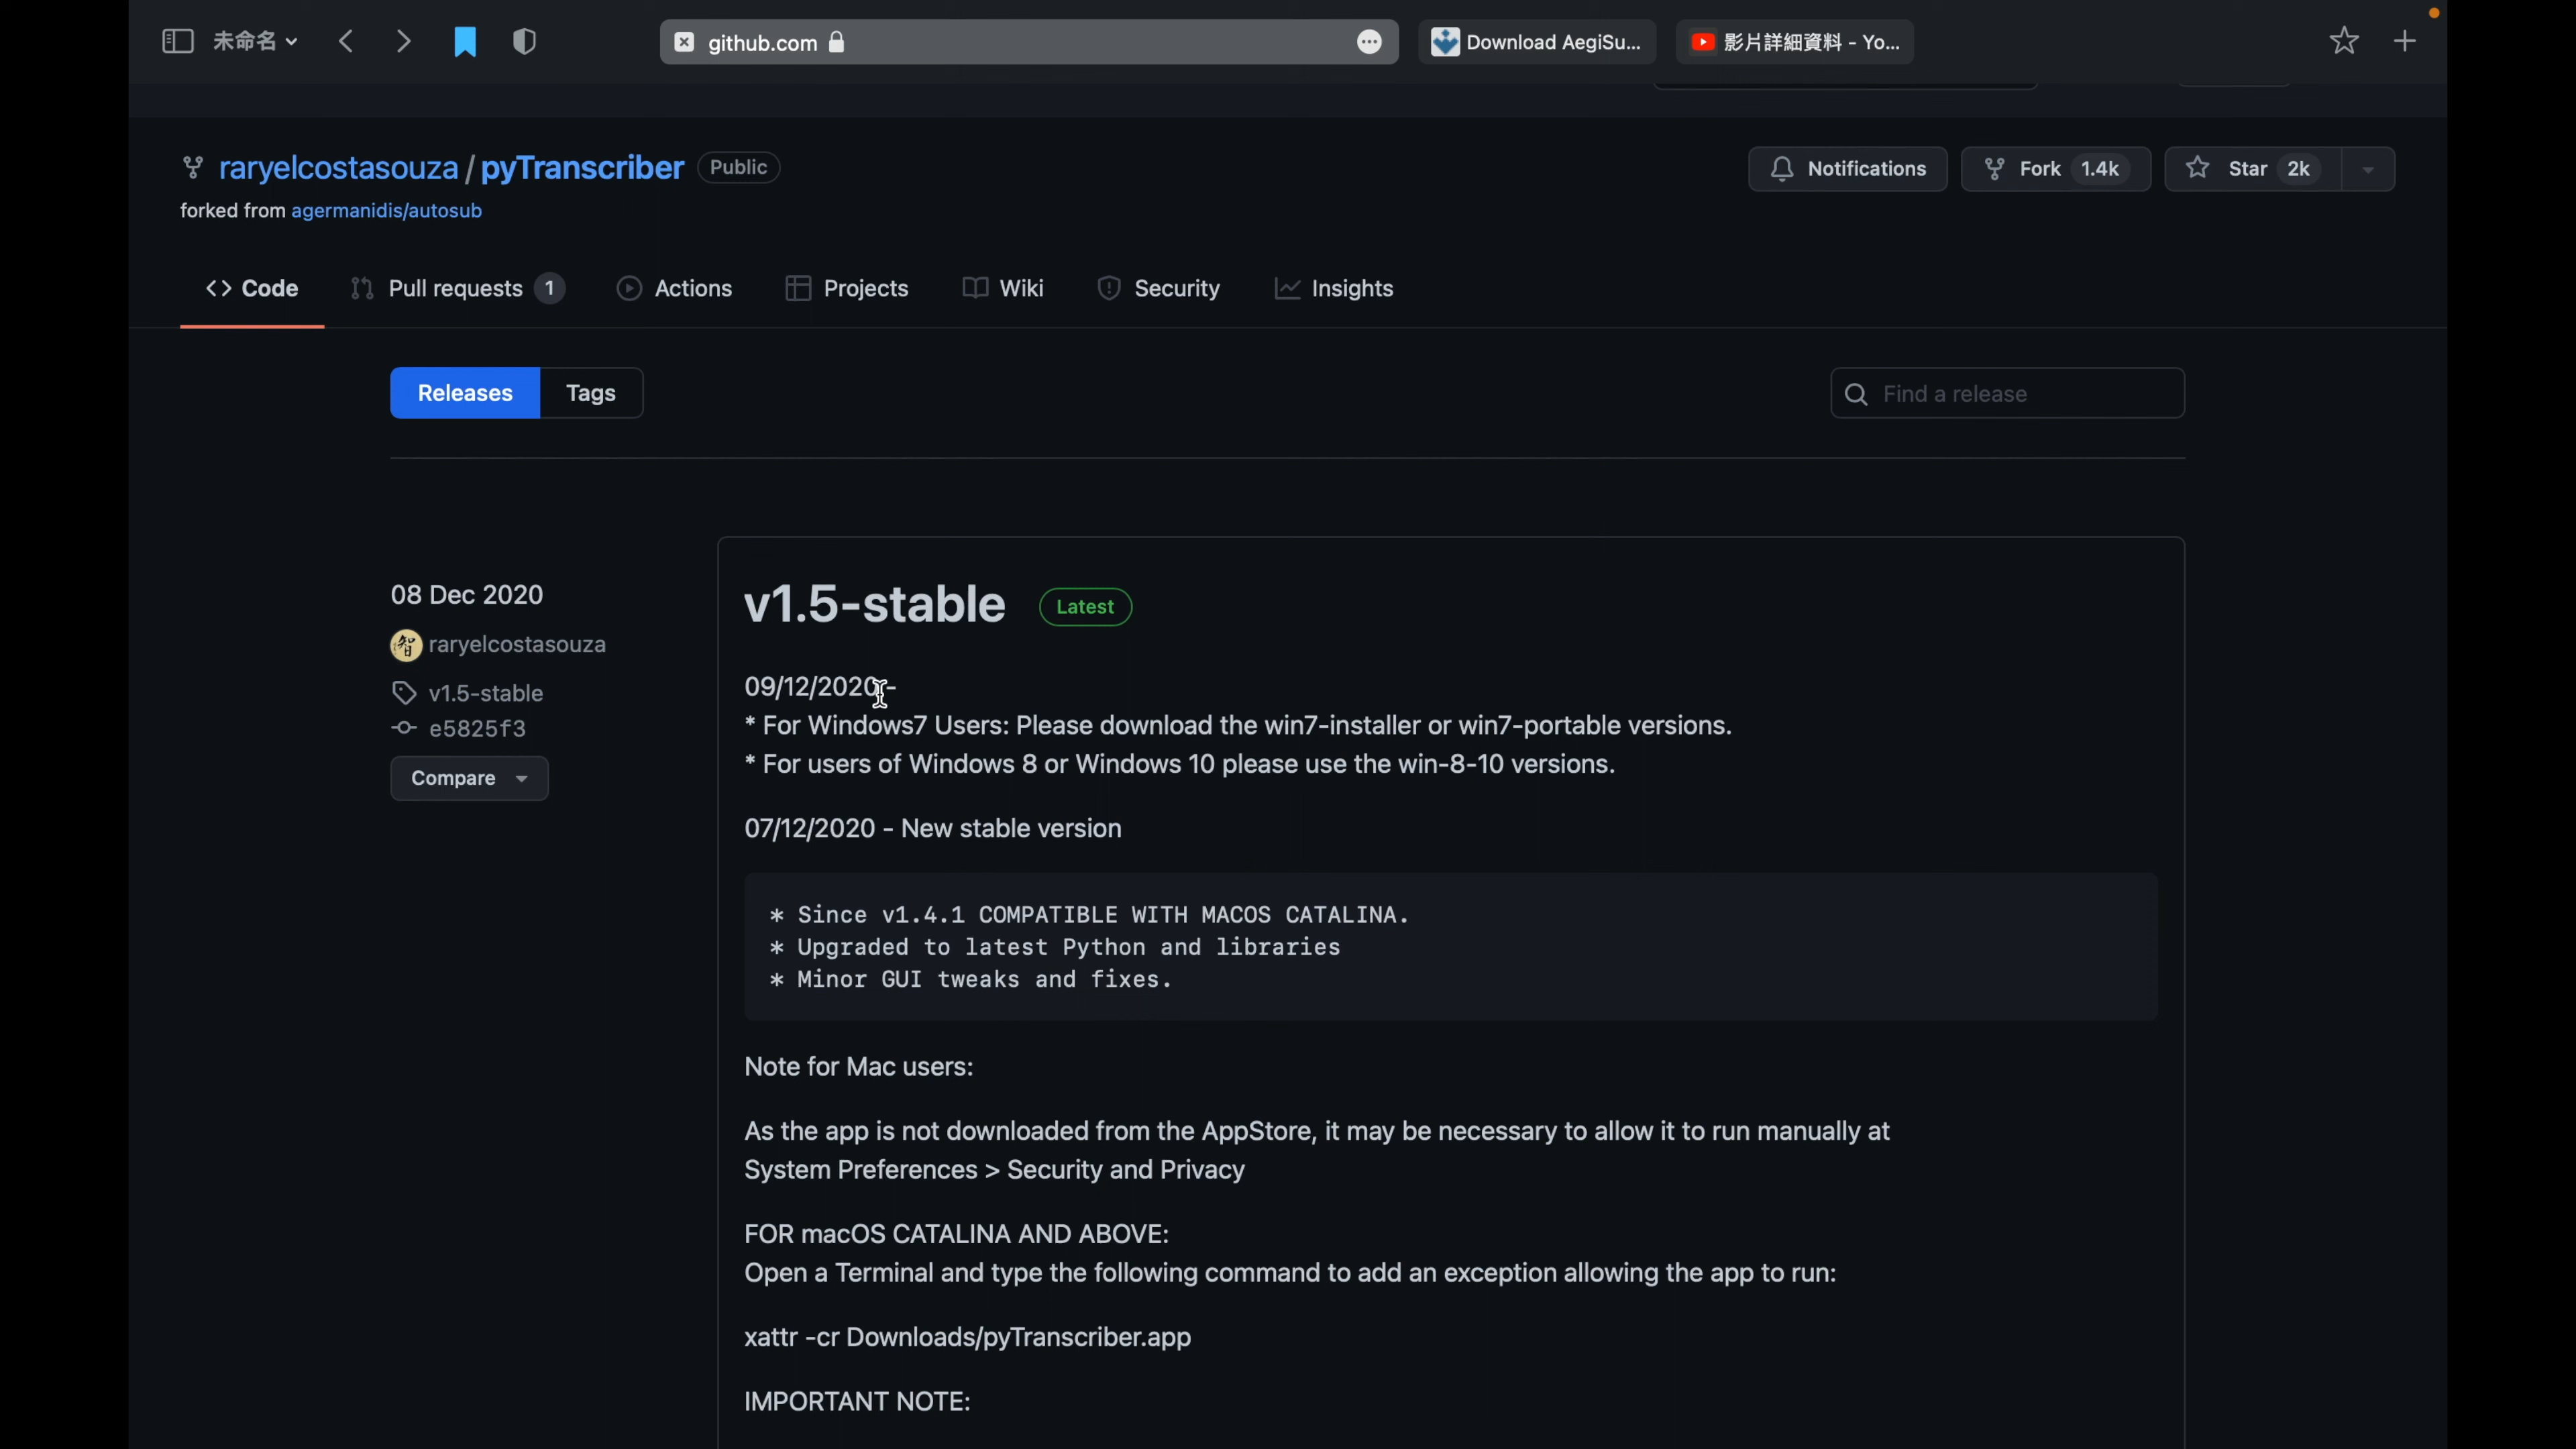 未命名
github.com
Download AegiSu...
影片詳細資料 - Yo...
raryelcostasouza / pyTranscriber Public
Notifications
Fork 1.4k
Star 2k
forked from agermanidis/autosub
<> Code
Pull requests 1
Actions
Projects
Wiki
Security
Insights
Releases
Tags
Find a release
08 Dec 2020
智 raryelcostasouza
v1.5-stable
e5825f3
Compare
v1.5-stable Latest
09/12/2020 -
* For Windows7 Users: Please download the win7-installer or win7-portable versions.
* For users of Windows 8 or Windows 10 please use the win-8-10 versions.
07/12/2020 - New stable version
* Since v1.4.1 COMPATIBLE WITH MACOS CATALINA.
* Upgraded to latest Python and libraries
* Minor GUI tweaks and fixes.
Note for Mac users:
As the app is not downloaded from the AppStore, it may be necessary to allow it to run manually at
System Preferences > Security and Privacy
FOR macOS CATALINA AND ABOVE:
Open a Terminal and type the following command to add an exception allowing the app to run:
xattr -cr Downloads/pyTranscriber.app
IMPORTANT NOTE: